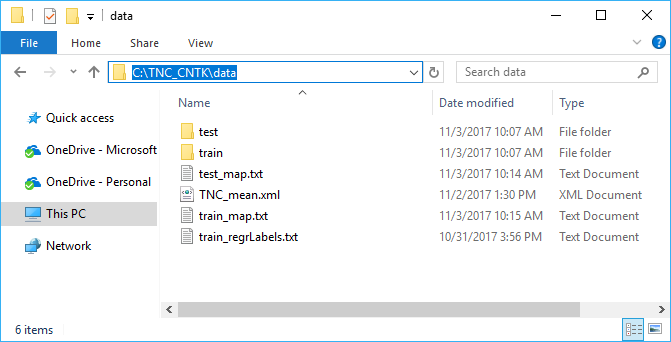 data
File Home Share View
C:\TNC_CNTK\data Search data
Name Date modified Type
Quick access
OneDrive - Microsoft
OneDrive - Personal
This PC
Network
test 11/3/2017 10:07 AM File folder
train 11/3/2017 10:07 AM File folder
test_map.txt 11/3/2017 10:14 AM Text Document
TNC_mean.xml 11/2/2017 1:30 PM XML Document
train_map.txt 11/3/2017 10:15 AM Text Document
train_regrLabels.txt 10/31/2017 3:56 PM Text Document
6 items